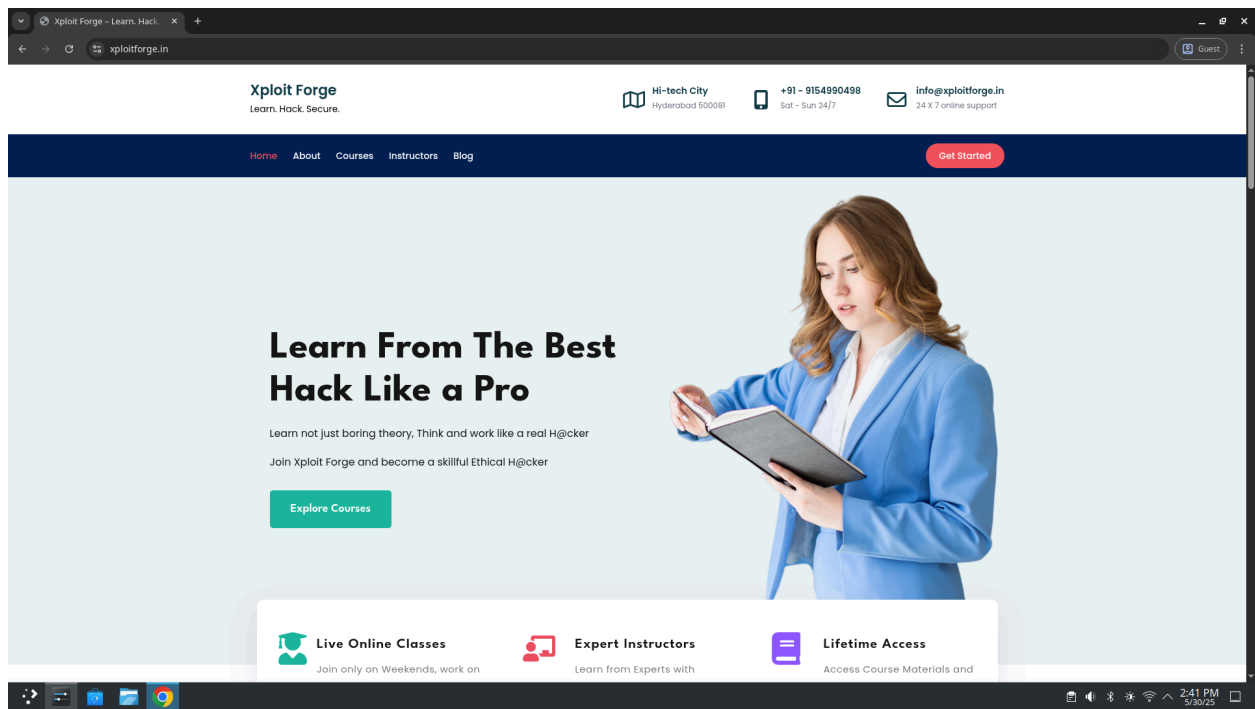 Xploit Forge – Learn. Hack.
xploitforge.in
Guest
Xploit Forge
Learn. Hack. Secure.
Hi-tech City
Hyderabad 500081
+91 - 9154990498
Sat - Sun 24/7
info@xploitforge.in
24 X 7 online support
Home About Courses Instructors Blog
Get Started
Learn From The Best
Hack Like a Pro
Learn not just boring theory, Think and work like a real H@cker
Join Xploit Forge and become a skillful Ethical H@cker
Explore Courses
Live Online Classes
Join only on Weekends, work on
Expert Instructors
Learn from Experts with
Lifetime Access
Access Course Materials and
2:41 PM
5/30/25